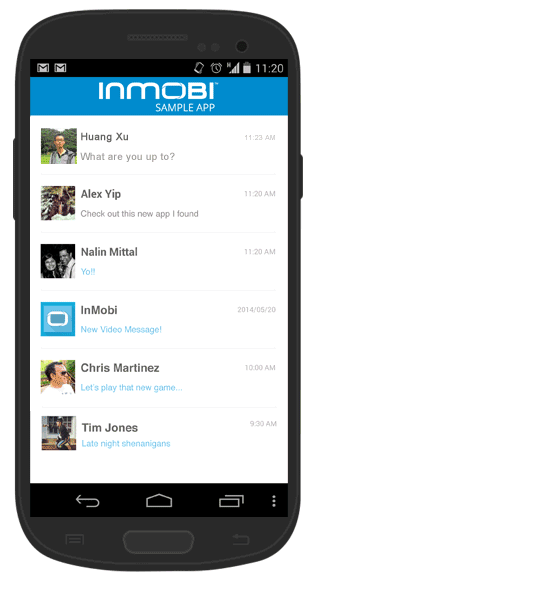 H 11:20
INMOBI™
SAMPLE APP
Huang Xu 11:23 AM
What are you up to?
Alex Yip 11:20 AM
Check out this new app I found
Nalin Mittal 11:20 AM
Yo!!
InMobi 2014/05/20
New Video Message!
Chris Martinez 10:00 AM
Let's play that new game...
Tim Jones 9:30 AM
Late night shenanigans